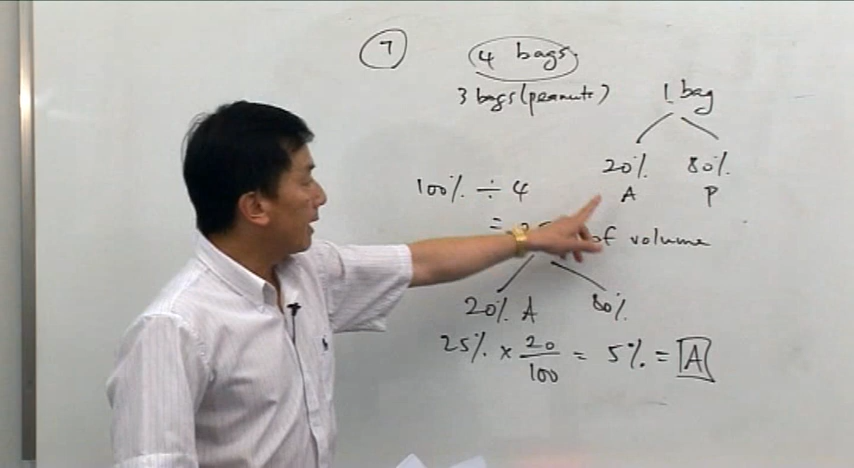 7
4 bags.
3 bags (peanuts)
1 bag
20% 80%
A P
100% ÷ 4
=
of volume
20% A 80%
25% × 20/100 = 5% = A